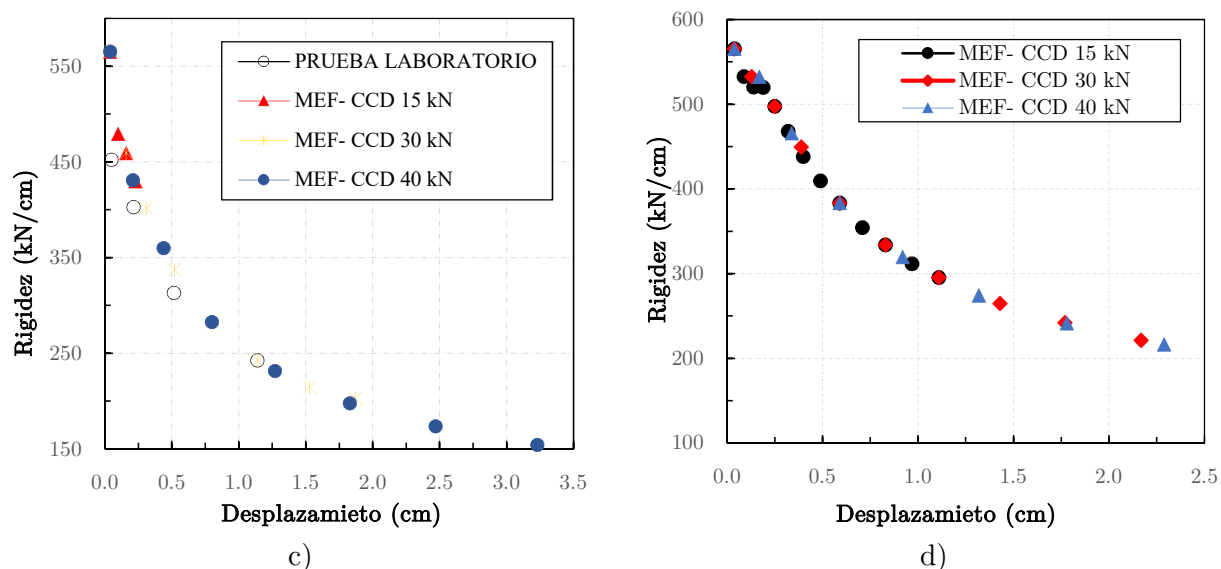 550
450
350
250
150
Rigidez (kN/cm)
PRUEBA LABORATORIO
MEF- CCD 15 kN
MEF- CCD 30 kN
MEF- CCD 40 kN
0.0 0.5 1.0 1.5 2.0 2.5 3.0 3.5
Desplazamieto (cm)
c)
600
500
400
300
200
100
Rigidez (kN/cm)
MEF- CCD 15 kN
MEF- CCD 30 kN
MEF- CCD 40 kN
0.0 0.5 1.0 1.5 2.0 2.5
Desplazamieto (cm)
d)